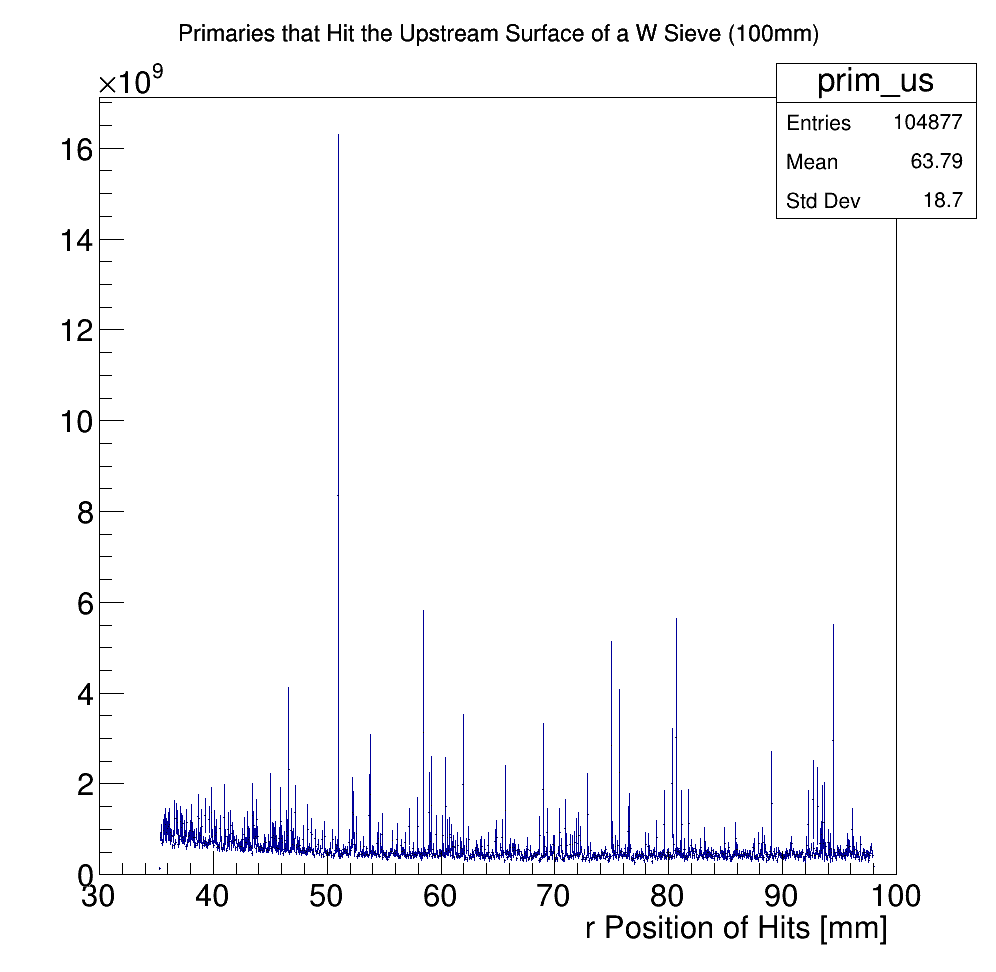 Primaries that Hit the Upstream Surface of a W Sieve (100mm)
×10⁹
prim_us
Entries 104877
Mean 63.79
Std Dev 18.7
16
14
12
10
8
6
4
2
0
30 40 50 60 70 80 90 100
r Position of Hits [mm]